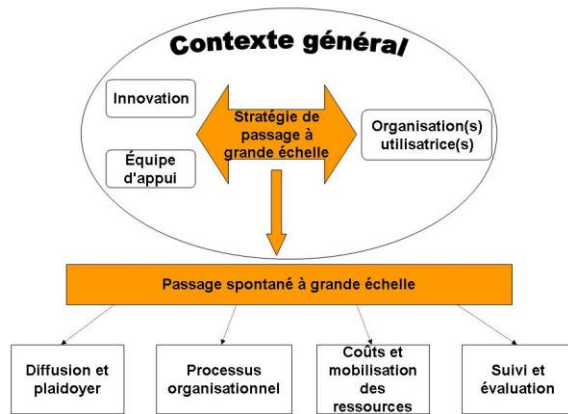 Contexte général
Innovation
Stratégie de
passage à
grande échelle
Organisation(s)
utilisatrice(s)
Équipe
d'appui
Passage spontané à grande échelle
Diffusion et
plaidoyer
Processus
organisationnel
Coûts et
mobilisation
des
ressources
Suivi et
évaluation